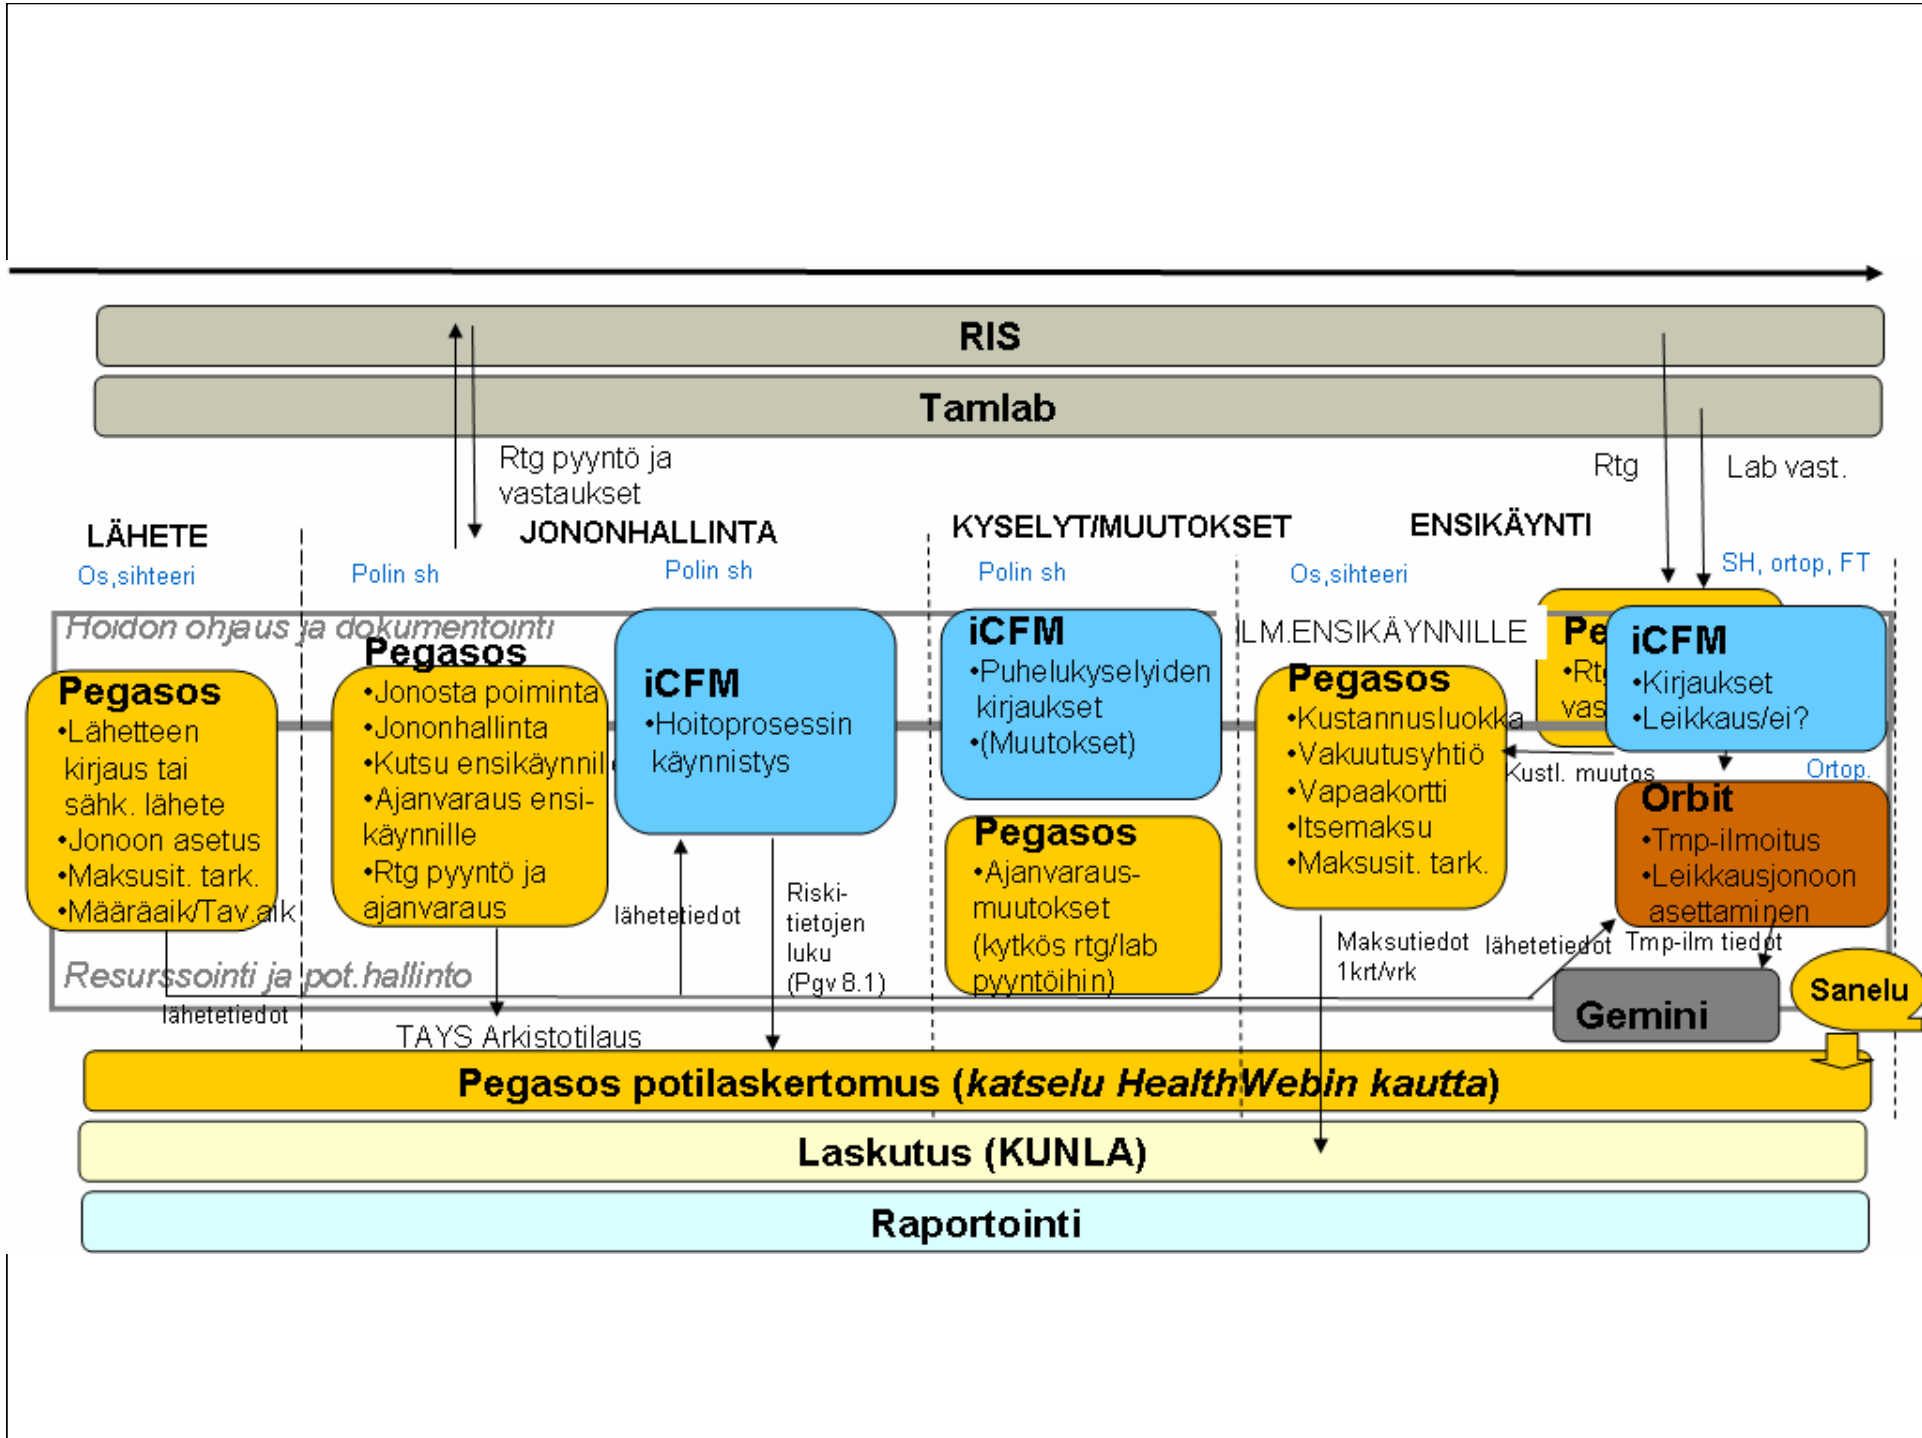 RIS
Tamlab
Rtg pyyntö ja
vastaukset
Rtg
Lab vast.
LÄHETE
JONONHALLINTA
KYSELYT/MUUTOKSET
ENSIKÄYNTI
Os,sihteeri
Polin sh
Polin sh
Polin sh
Os,sihteeri
SH, ortop, FT
Hoidon ohjaus ja dokumentointi
Pegasos
•Lähetteen
kirjaus tai
sähk. lähete
•Jonoon asetus
•Maksusit. tark.
•Määräaik/Tav.aik
Pegasos
•Jonosta poiminta
•Jononhallinta
•Kutsu ensikäynnil
•Ajanvaraus ensi-
käynnille
•Rtg pyyntö ja
ajanvaraus
iCFM
•Hoitoprosessin
käynnistys
iCFM
•Puhelukyselyiden
kirjaukset
•(Muutokset)
Pegasos
•Ajanvaraus-
muutokset
(kytkös rtg/lab
pyyntöihin)
ILM.ENSIKÄYNNILLE
Pegasos
•Kustannusluokka
•Vakuutusyhtiö
•Vapaakortti
•Itsemaksu
•Maksusit. tark.
Pe
•Rtg
vas
iCFM
•Kirjaukset
•Leikkaus/ei?
Kustl. muutos
Ortop.
Orbit
•Tmp-ilmoitus
•Leikkausjonoon
asettaminen
lähetetiedot
Riski-
tietojen
luku
(Pgv 8.1)
Maksutiedot
1krt/vrk
lähetetiedot
Tmp-ilm tiedot
Resurssointi ja pot.hallinto
lähetetiedot
TAYS Arkistotilaus
Gemini
Sanelu
Pegasos potilaskertomus (katselu HealthWebin kautta)
Laskutus (KUNLA)
Raportointi